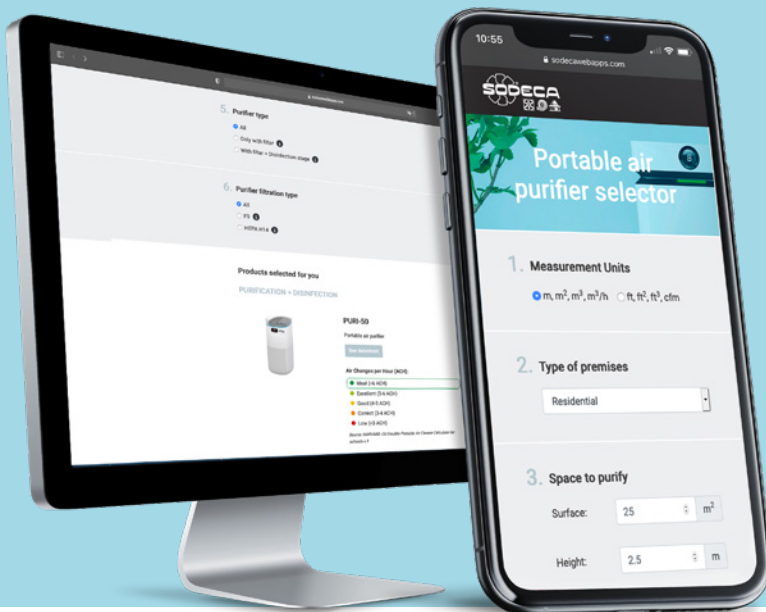 5. Purifier type
All
Only with filter
With filter + Disinfection stage
6. Purifier filtration type
All
F9
HEPA H14
Products selected for you
PURIFICATION + DISINFECTION
PURI-50
Portable air purifier
Air Changes per Hour (ACH):
Ideal (>6 ACH)
Excellent (5-6 ACH)
Good (4-5 ACH)
Correct (3-4 ACH)
Low (<3 ACH)
10:55
sodecawebapps.com
SODECA
Portable air
purifier selector
1. Measurement Units
m, m², m³, m³/h ft, ft², ft³, cfm
2. Type of premises
Residential
3. Space to purify
Surface: 25 m²
Height: 2.5 m